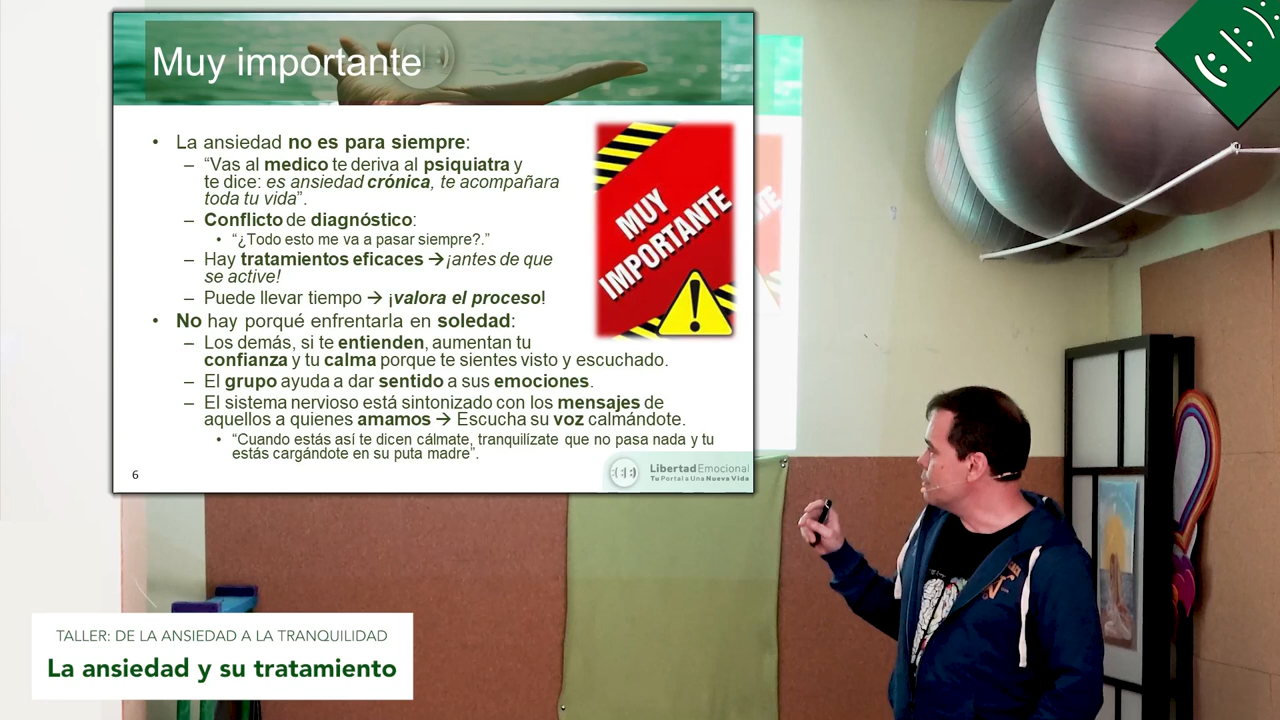 Muy importante
• La ansiedad no es para siempre:
– “Vas al medico te deriva al psiquiatra y
te dice: es ansiedad crónica, te acompañara
toda tu vida”.
– Conflicto de diagnóstico:
• “¿Todo esto me va a pasar siempre?.”
– Hay tratamientos eficaces → ¡antes de que
se active!
– Puede llevar tiempo → ¡valora el proceso!
• No hay porqué enfrentarla en soledad:
– Los demás, si te entienden, aumentan tu
confianza y tu calma porque te sientes visto y escuchado.
– El grupo ayuda a dar sentido a sus emociones.
– El sistema nervioso está sintonizado con los mensajes de
aquellos a quienes amamos → Escucha su voz calmándote.
• “Cuando estás así te dicen cálmate, tranquilízate que no pasa nada y tu
estás cargándote en su puta madre”.
MUY
IMPORTANTE
6
LibertadEmocional
Tu Portal a Una Nueva Vida
TALLER: DE LA ANSIEDAD A LA TRANQUILIDAD
La ansiedad y su tratamiento